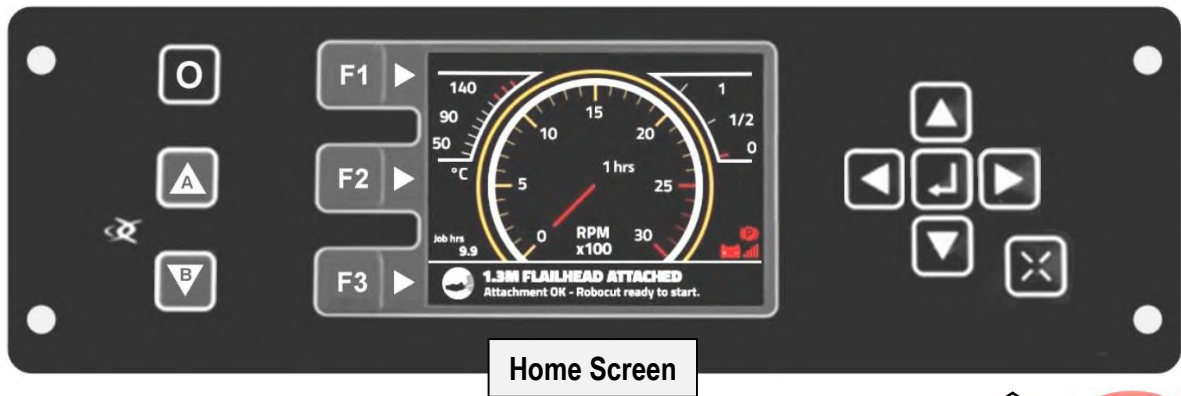 O
A
B
F1
F2
F3
140
90
50
°C
1
1/2
0
0
5
10
15
20
25
30
1 hrs
RPM
x100
Job hrs
9.9
P
1.3M FLAILHEAD ATTACHED
Attachment OK - Robocut ready to start.
Home Screen